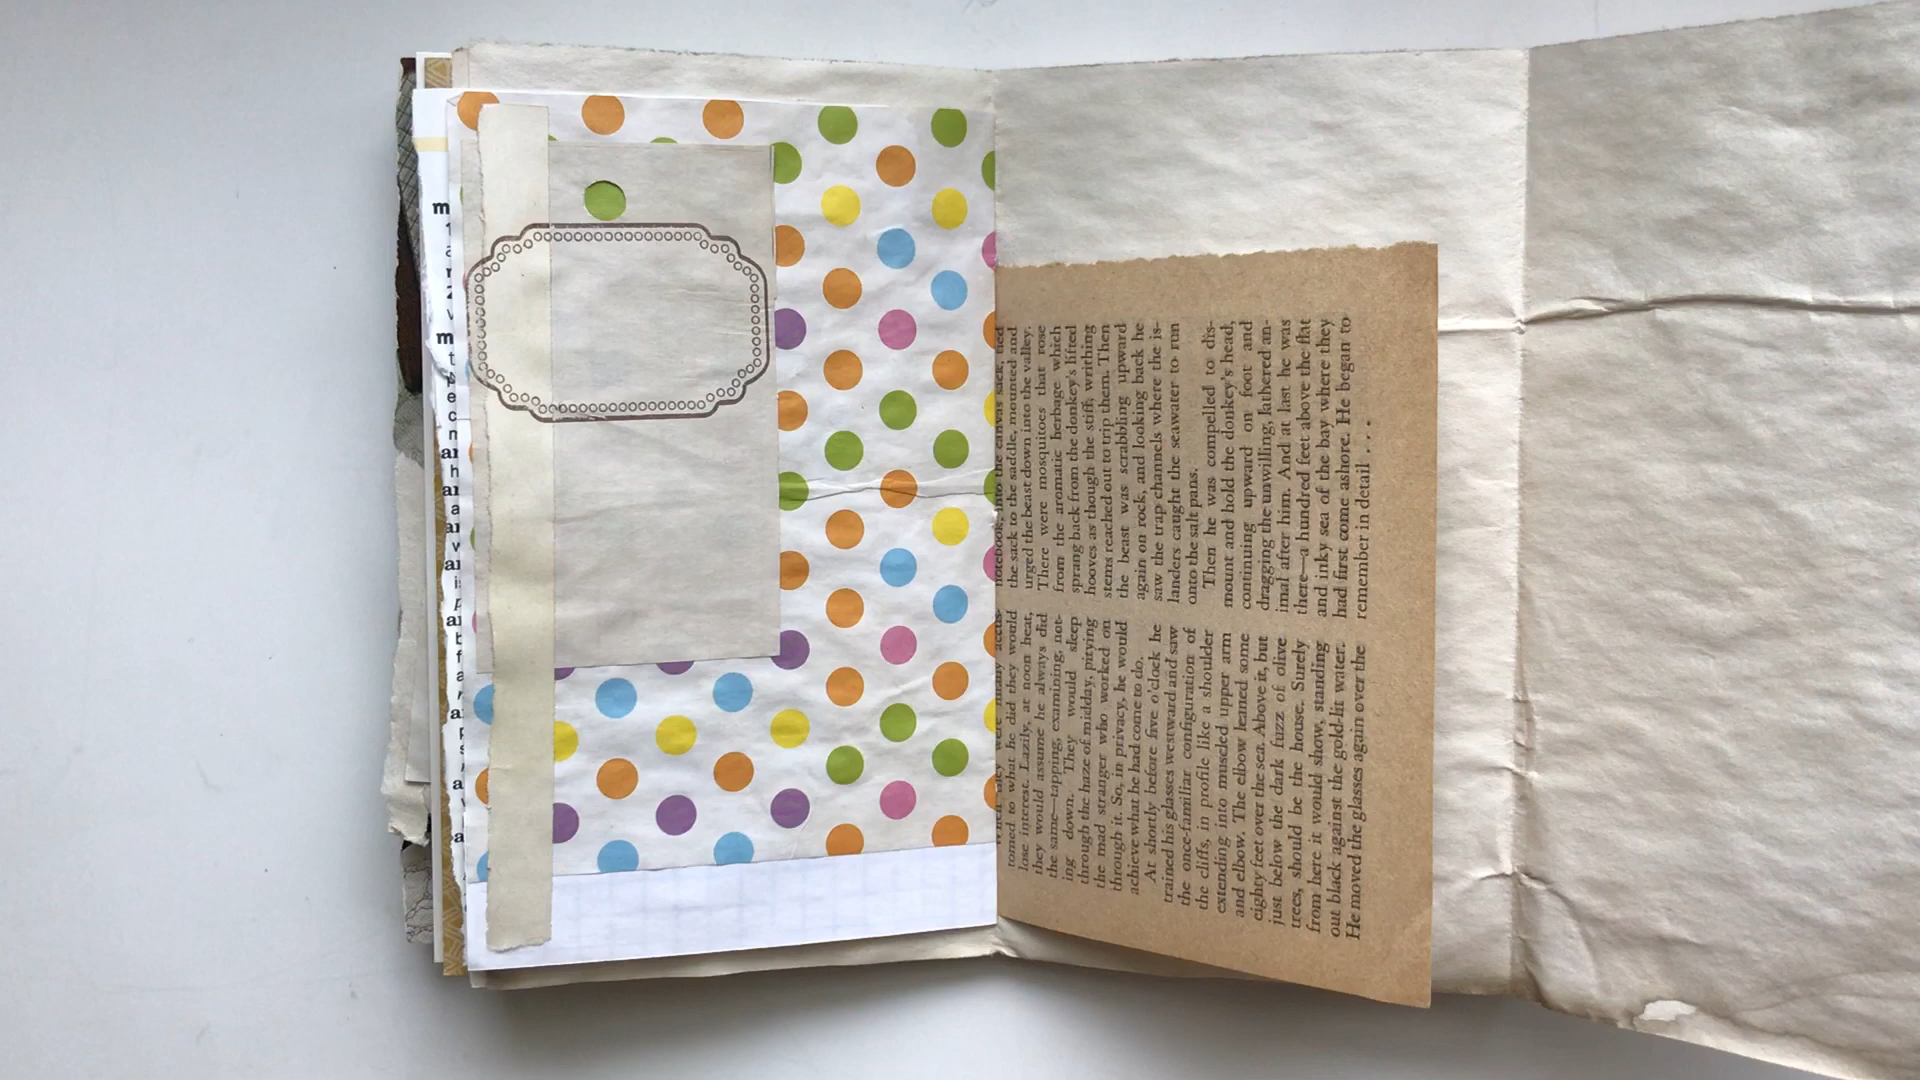 notebook, into the canvas sack, tied
the sack to the saddle, mounted and
urged the beast down into the valley.
There were mosquitoes that rose
from the aromatic herbage which
sprang back from the donkey's lifted
hooves as though the stiff, writhing
stems reached out to trip them. Then
the beast was scrabbling upward
again on rock, and looking back he
saw the trap channels where the is-
landers caught the seawater to run
onto the salt pans.
Then he was compelled to dis-
mount and hold the donkey's head,
continuing upward on foot and
dragging the unwilling, lathered an-
imal after him. And at last he was
there—a hundred feet above the flat
and inky sea of the bay where they
had first come ashore. He began to
remember in detail . . . .
When they were many accus-
tomed to what he did they would
lose interest. Lazily, at noon heat,
they would assume he always did
the same—tapping, examining, not-
ing down. They would sleep
through the haze of midday, pitying
the mad stranger who worked on
through it. So, in privacy, he would
achieve what he had come to do.
At shortly before five o'clock he
trained his glasses westward and saw
the once-familiar configuration of
the cliffs, in profile like a shoulder
extending into muscled upper arm
and elbow. The elbow leaned some
eighty feet over the sea. Above it, but
just below the dark fuzz of olive
trees, should be the house. Surely
from here it would show, standing
out black against the gold-lit water.
He moved the glasses again over the